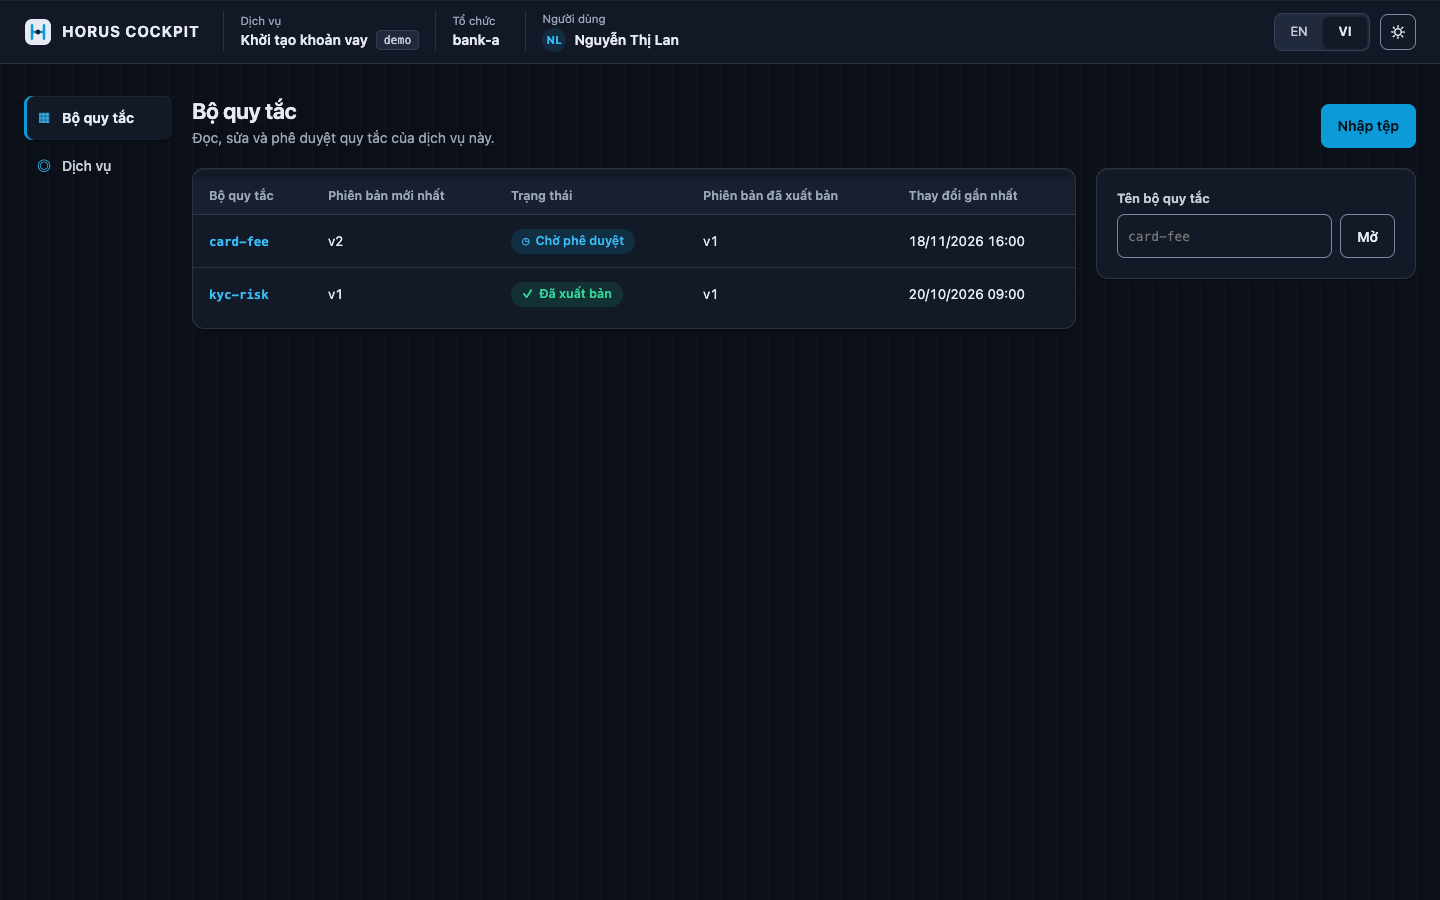 HORUS COCKPIT
Dịch vụ
Khởi tạo khoản vay demo
Tổ chức
bank-a
Người dùng
NL Nguyễn Thị Lan
EN VI
Bộ quy tắc
Dịch vụ
Bộ quy tắc
Đọc, sửa và phê duyệt quy tắc của dịch vụ này.
Nhập tệp
Bộ quy tắc Phiên bản mới nhất Trạng thái Phiên bản đã xuất bản Thay đổi gần nhất
card-fee v2 Chờ phê duyệt v1 18/11/2026 16:00
kyc-risk v1 Đã xuất bản v1 20/10/2026 09:00
Tên bộ quy tắc
card-fee Mở